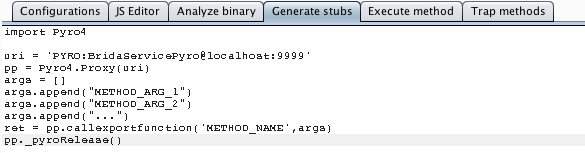 Configurations JS Editor Analyze binary Generate stubs Execute method Trap methods
import Pyro4
uri = 'PYRO:BridaServicePyro@localhost:9999'
pp = Pyro4.Proxy(uri)
args = []
args.append("METHOD_ARG_1")
args.append("METHOD_ARG_2")
args.append("...")
ret = pp.callexportfunction('METHOD_NAME',args)
pp._pyroRelease()